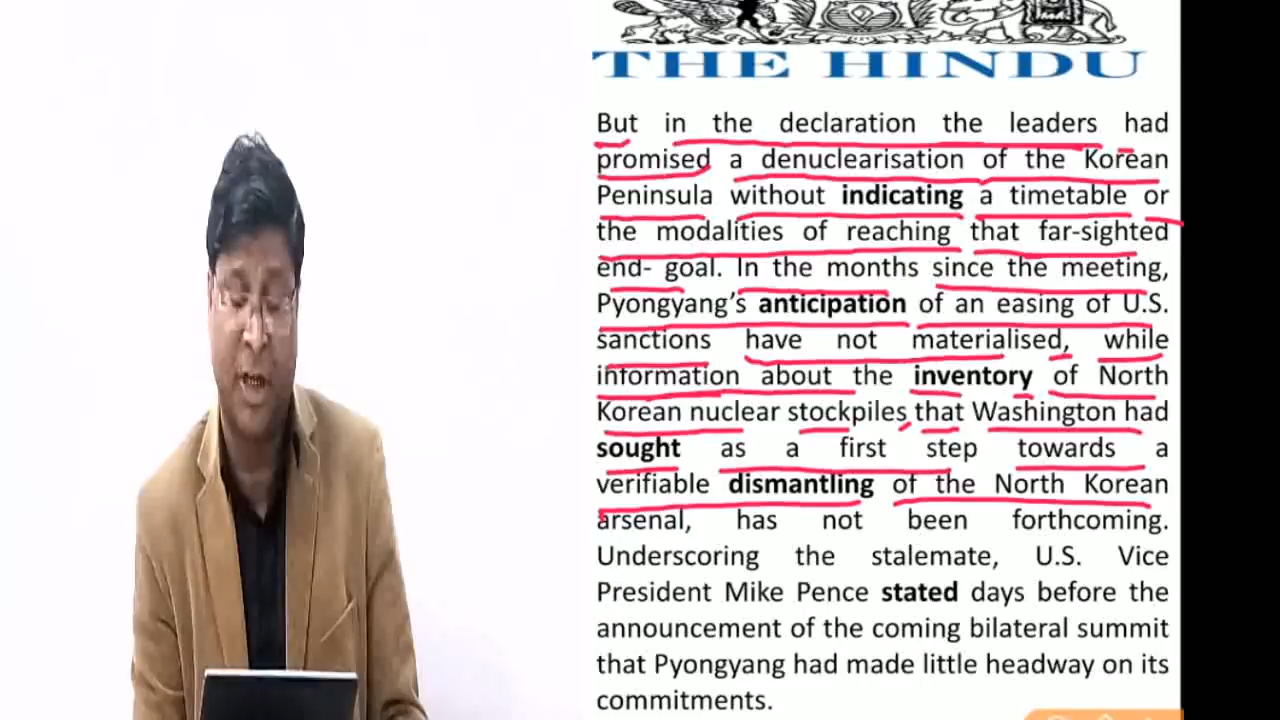 THE HINDU
But in the declaration the leaders had
promised a denuclearisation of the Korean
Peninsula without indicating a timetable or
the modalities of reaching that far-sighted
end- goal. In the months since the meeting,
Pyongyang’s anticipation of an easing of U.S.
sanctions have not materialised, while
information about the inventory of North
Korean nuclear stockpiles, that Washington had
sought as a first step towards a
verifiable dismantling of the North Korean
arsenal, has not been forthcoming.
Underscoring the stalemate, U.S. Vice
President Mike Pence stated days before the
announcement of the coming bilateral summit
that Pyongyang had made little headway on its
commitments.